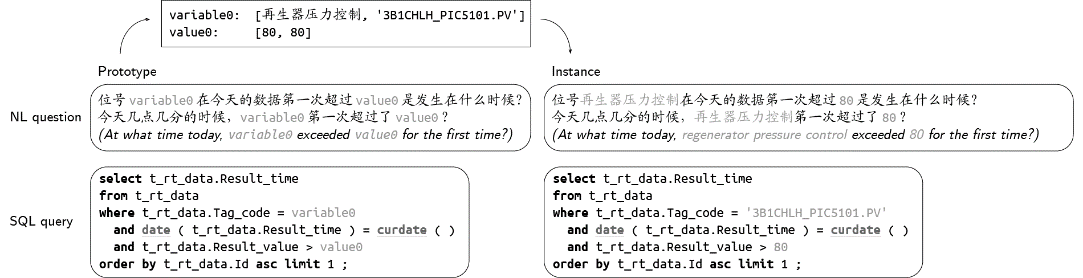 variable0: [再生器压力控制, '3B1CHLH_PIC5101.PV']
value0: [80, 80]
Prototype
Instance
NL question
位号 variable0 在今天的数据第一次超过 value0 是发生在什么时候？
今天几点几分的时候，variable0 第一次超过了 value0？
(At what time today, variable0 exceeded value0 for the first time?)
位号再生器压力控制在今天的数据第一次超过 80 是发生在什么时候？
今天几点几分的时候，再生器压力控制第一次超过了 80？
(At what time today, regenerator pressure control exceeded 80 for the first time?)
SQL query
select t_rt_data.Result_time
from t_rt_data
where t_rt_data.Tag_code = variable0
and date ( t_rt_data.Result_time ) = curdate ( )
and t_rt_data.Result_value > value0
order by t_rt_data.Id asc limit 1 ;
select t_rt_data.Result_time
from t_rt_data
where t_rt_data.Tag_code = '3B1CHLH_PIC5101.PV'
and date ( t_rt_data.Result_time ) = curdate ( )
and t_rt_data.Result_value > 80
order by t_rt_data.Id asc limit 1 ;